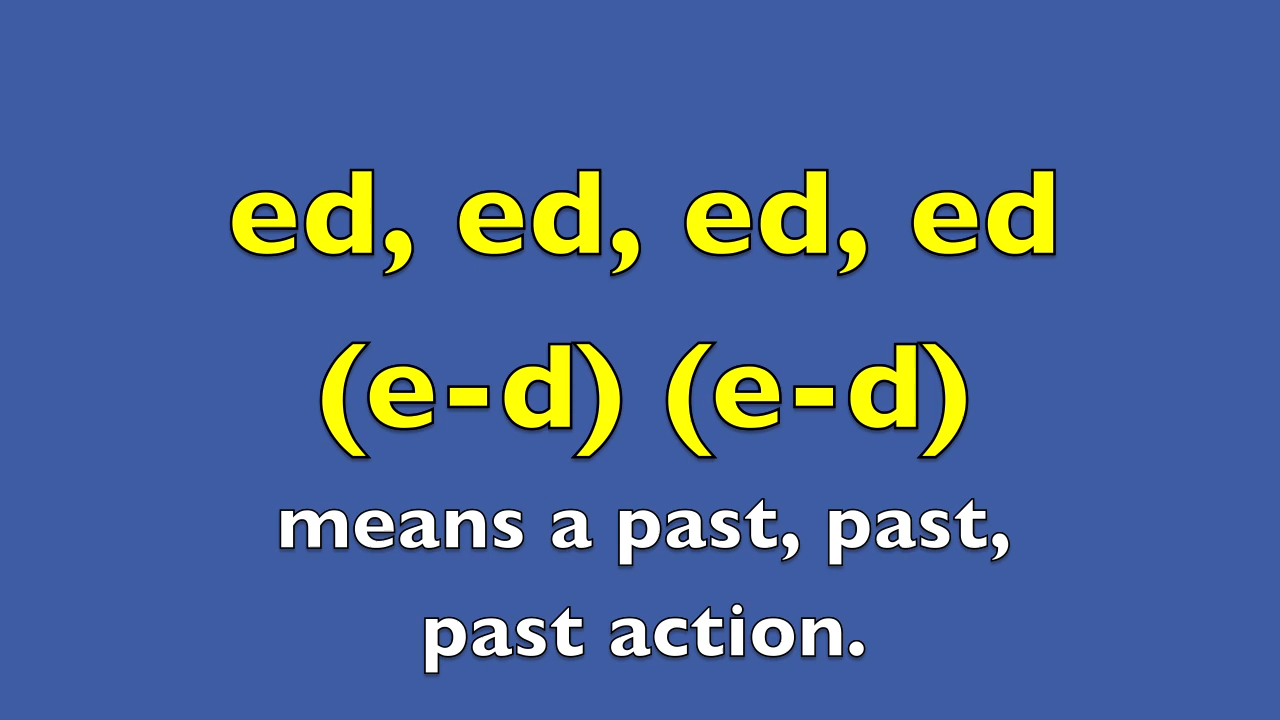 ed, ed, ed, ed
(e-d) (e-d)
means a past, past,
past action.